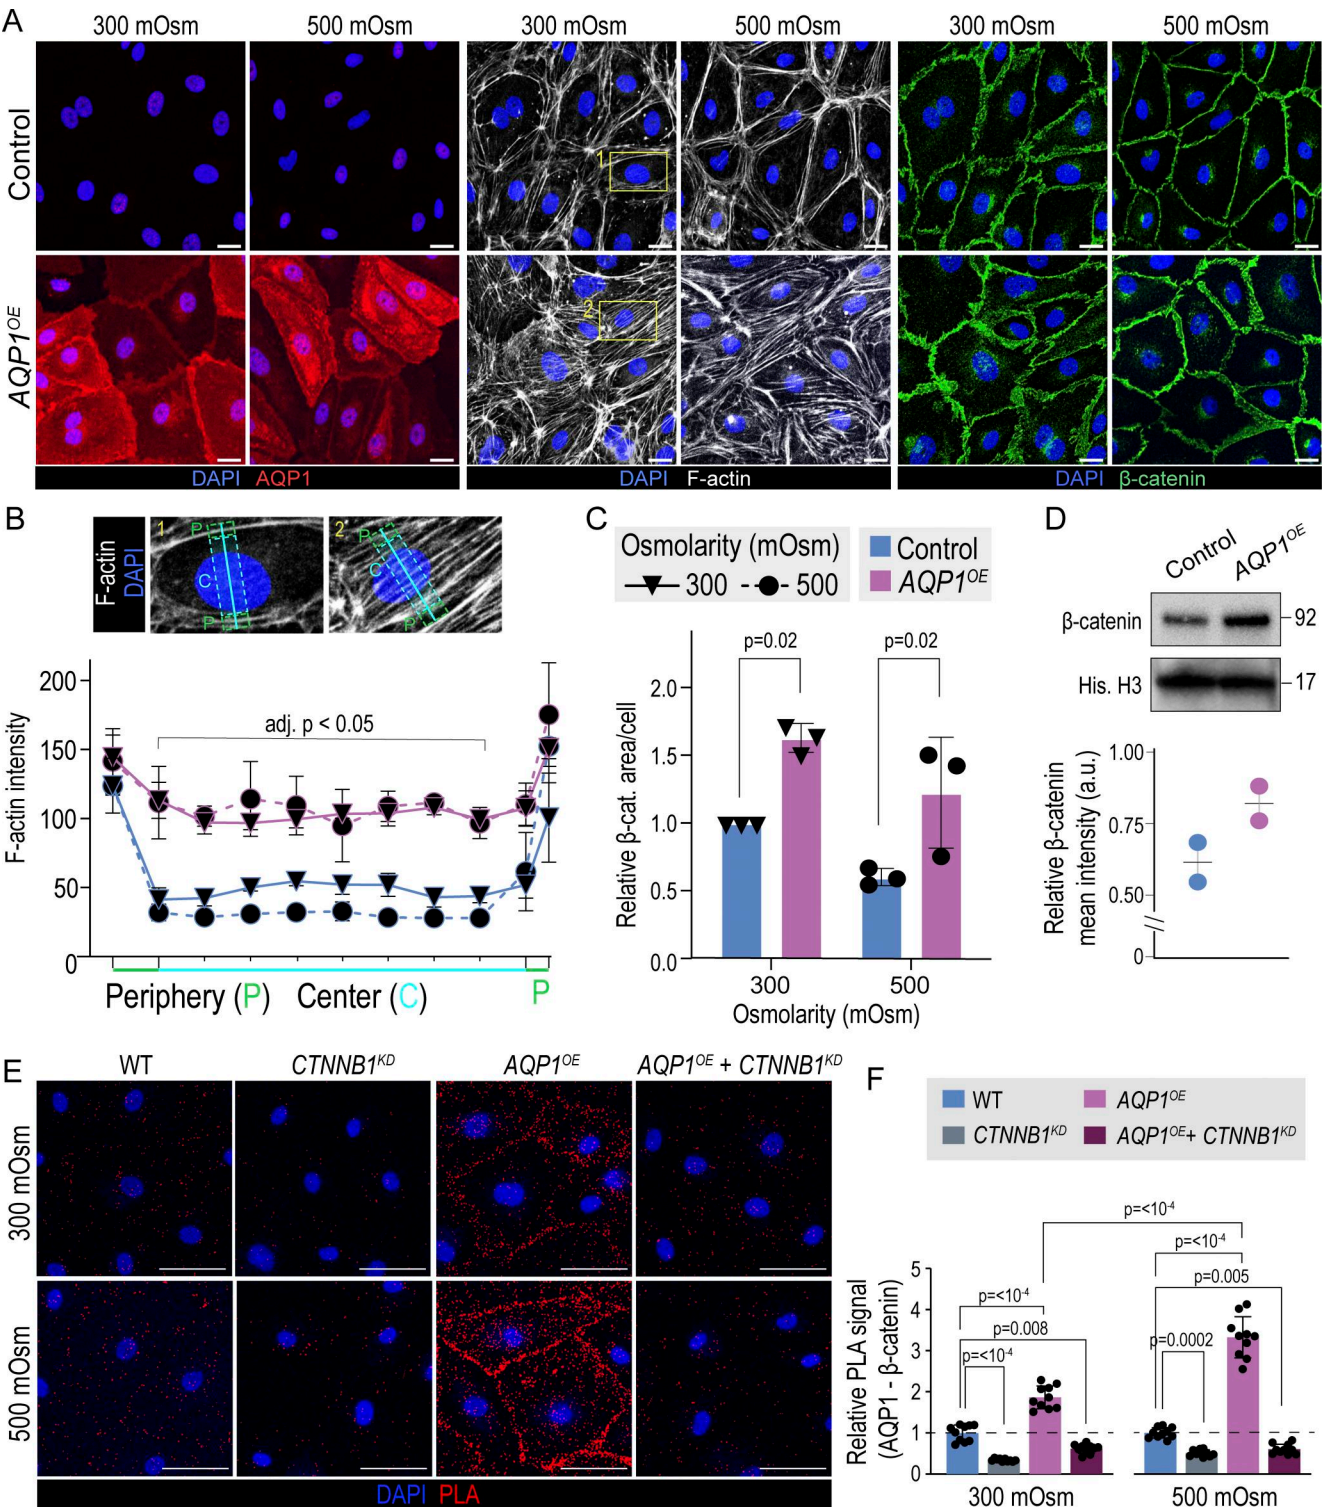 A
300 mOsm 500 mOsm 300 mOsm 500 mOsm 300 mOsm 500 mOsm
Control
1
AQP1OE
2
DAPI AQP1
DAPI F-actin
DAPI β-catenin
B
F-actin
DAPI
1 P C P
2 P C P
F-actin intensity
200
150
100
50
0
adj. p < 0.05
Periphery (P) Center (C) P
C
Osmolarity (mOsm)
300 500
Control
AQP1OE
Relative β-cat. area/cell
2.0
1.5
1.0
0.5
0.0
p=0.02 p=0.02
300 500
Osmolarity (mOsm)
D
Control AQP1OE
β-catenin 92
His. H3 17
Relative β-catenin
mean intensity (a.u.)
1.00
0.75
0.50
0
E
WT CTNNB1KD AQP1OE AQP1OE + CTNNB1KD
300 mOsm
500 mOsm
DAPI PLA
F
WT AQP1OE
CTNNB1KD AQP1OE+ CTNNB1KD
Relative PLA signal
(AQP1 - β-catenin)
5
4
3
2
1
0
p=<10-4
p=<10-4
p=0.005
p=<10-4
p=0.008
p=0.0002
p=<10-4
300 mOsm 500 mOsm